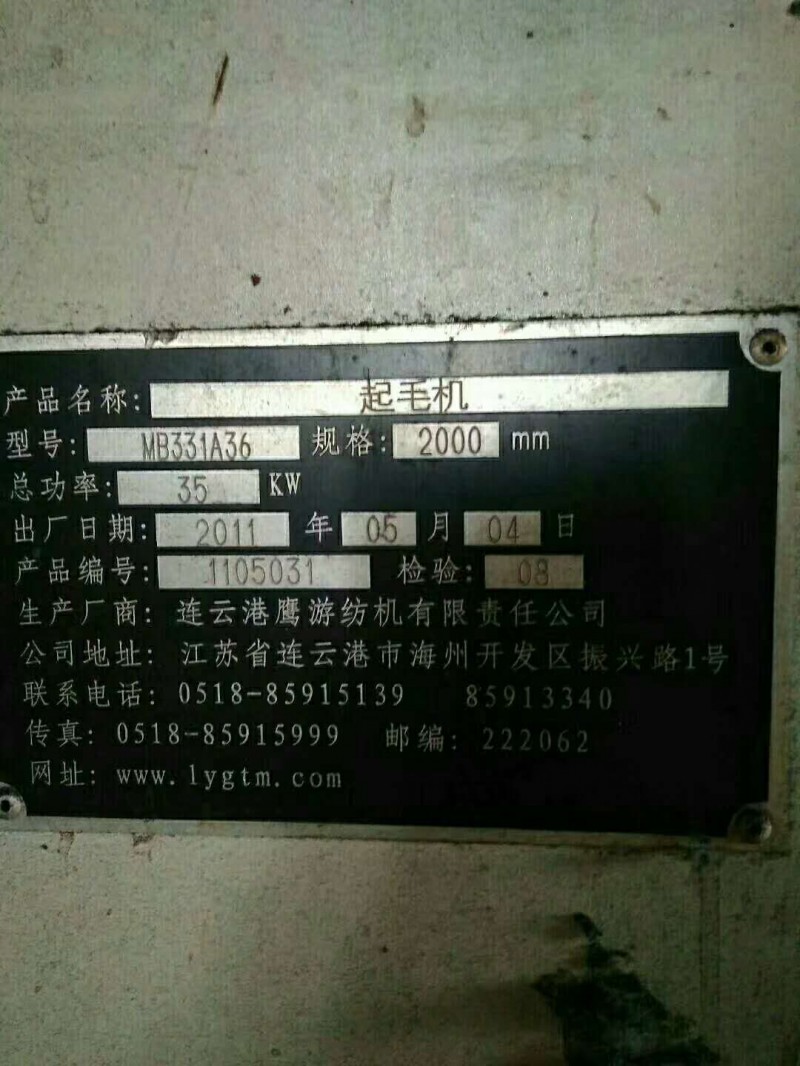 产品名称: 起毛机
型号: MB331A36 规格: 2000 mm
总功率: 35 KW
出厂日期: 2011 年 05 月 04 日
产品编号: 1105031 检验: 08
生产厂商: 连云港鹰游纺机有限责任公司
公司地址: 江苏省连云港市海州开发区振兴路1号
联系电话: 0518-85915139 85913340
传真: 0518-85915999 邮编: 222062
网址: www.lygtm.com